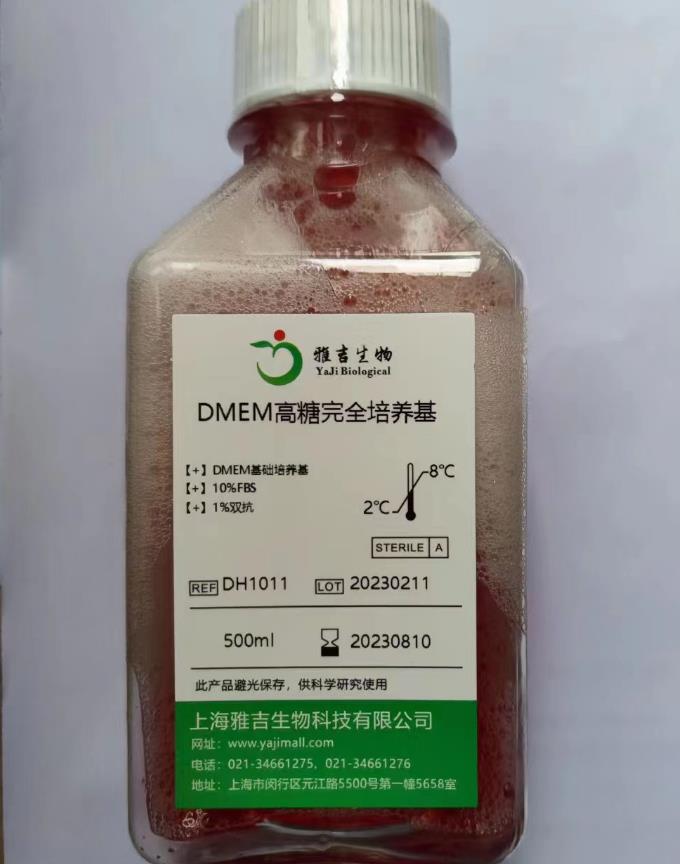 雅吉生物
YaJi Biological
DMEM高糖完全培养基
【+】DMEM基础培养基
【+】10%FBS
【+】1%双抗
8℃
2℃
STERILE A
REF DH1011 LOT 20230211
500ml 20230810
此产品避光保存，供科学研究使用
上海雅吉生物科技有限公司
网址：www.yajimall.com
电话：021-34661275、021-34661276
地址：上海市闵行区元江路5500号第一幢5658室